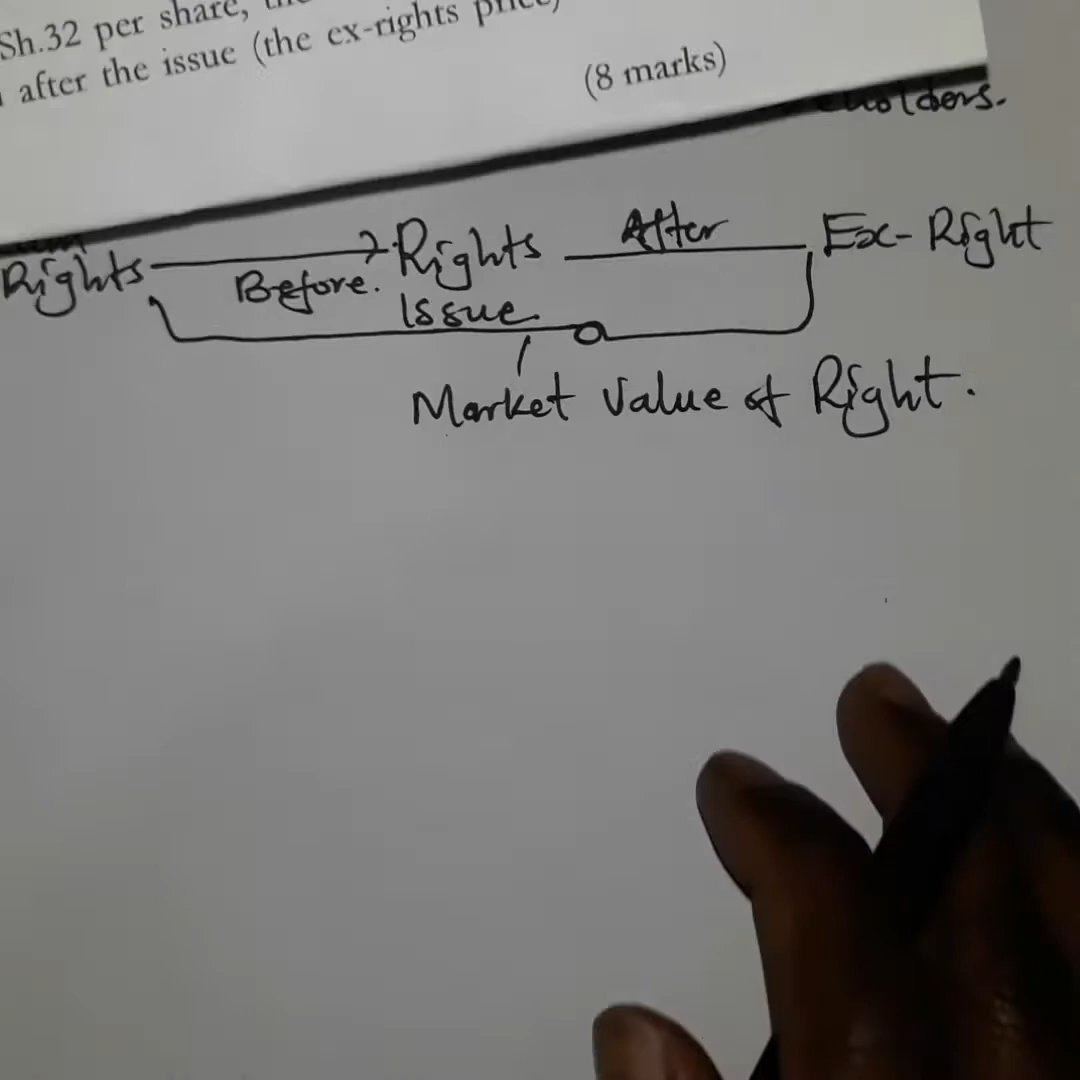 Sh.32 per share,
after the issue (the ex-rights price)
(8 marks)
holders.
Rights Before. Rights Issue After Ex-Right
Market Value of Right.